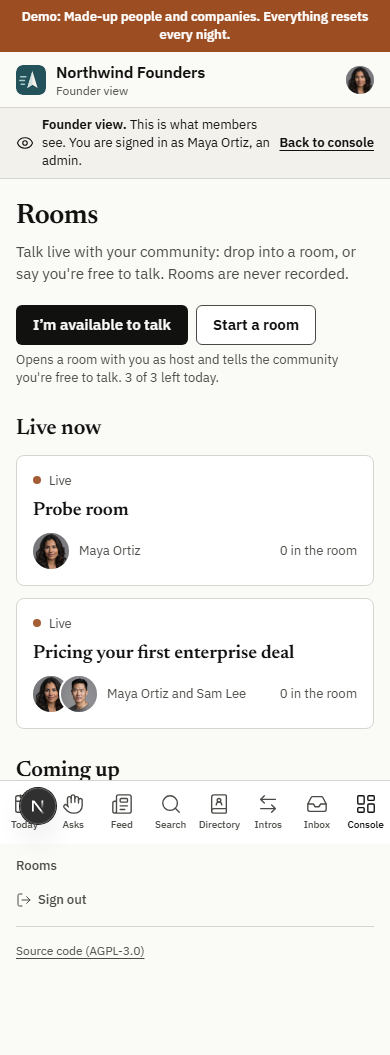 Demo: Made-up people and companies. Everything resets
every night.
Northwind Founders
Founder view
Founder view. This is what members
see. You are signed in as Maya Ortiz, an
admin.
Back to console
Rooms
Talk live with your community: drop into a room, or
say you're free to talk. Rooms are never recorded.
I'm available to talk
Start a room
Opens a room with you as host and tells the community
you're free to talk. 3 of 3 left today.
Live now
Live
Probe room
Maya Ortiz
0 in the room
Live
Pricing your first enterprise deal
Maya Ortiz and Sam Lee
0 in the room
Coming up
N
Today
Asks
Feed
Search
Directory
Intros
Inbox
Console
Rooms
Sign out
Source code (AGPL-3.0)